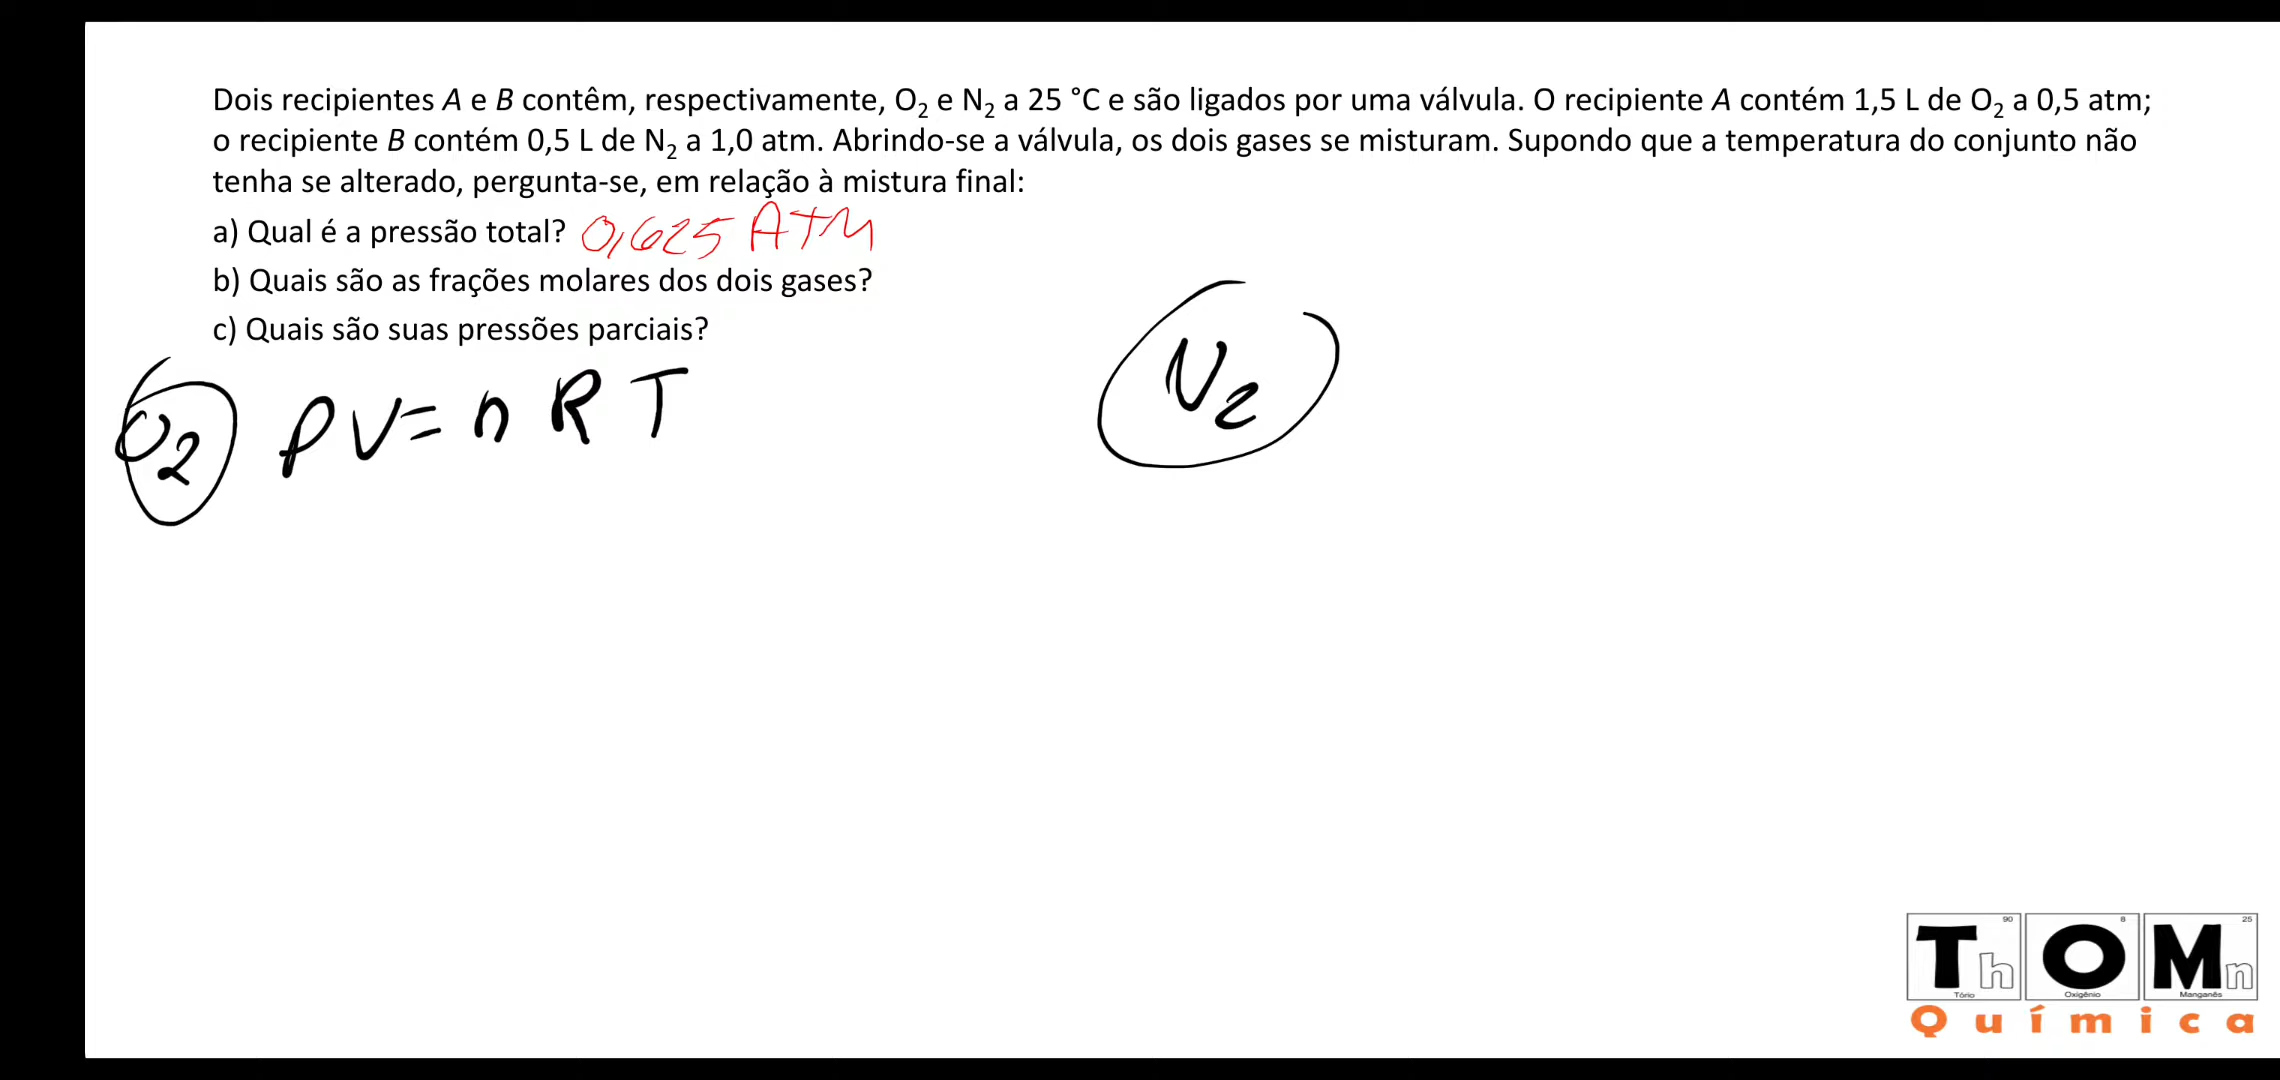 Dois recipientes A e B contêm, respectivamente, O₂ e N₂ a 25 °C e são ligados por uma válvula. O recipiente A contém 1,5 L de O₂ a 0,5 atm;
o recipiente B contém 0,5 L de N₂ a 1,0 atm. Abrindo-se a válvula, os dois gases se misturam. Supondo que a temperatura do conjunto não
tenha se alterado, pergunta-se, em relação à mistura final:
a) Qual é a pressão total? 0,625 ATM
b) Quais são as frações molares dos dois gases?
c) Quais são suas pressões parciais?
O₂ PV = n R T
N₂
90 8 25
Th O Mn
Tório Oxigênio Manganês
Química